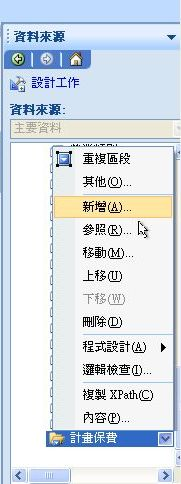 資料來源
設計工作
資料來源:
主要資料
重複區段
其他(O)...
新增(A)...
參照(R)...
移動(M)...
上移(U)
下移(W)
刪除(D)
程式設計(A)
邏輯檢查(I)...
複製 XPath(C)
內容(P)...
計畫保費